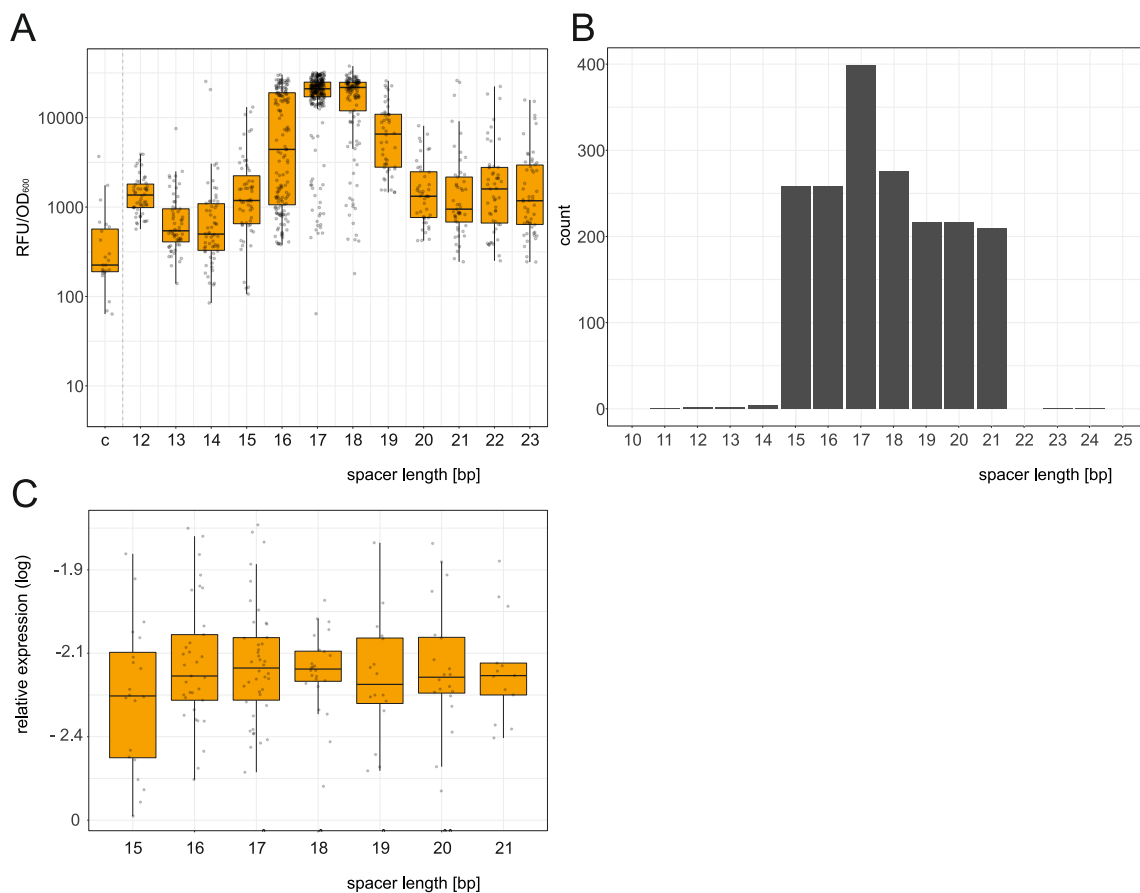 A
RFU/OD600
10000
1000
100
10
c 12 13 14 15 16 17 18 19 20 21 22 23
spacer length [bp]
B
count
400
300
200
100
0
10 11 12 13 14 15 16 17 18 19 20 21 22 23 24 25
spacer length [bp]
C
relative expression (log)
-1.9
-2.1
-2.4
0
15 16 17 18 19 20 21
spacer length [bp]